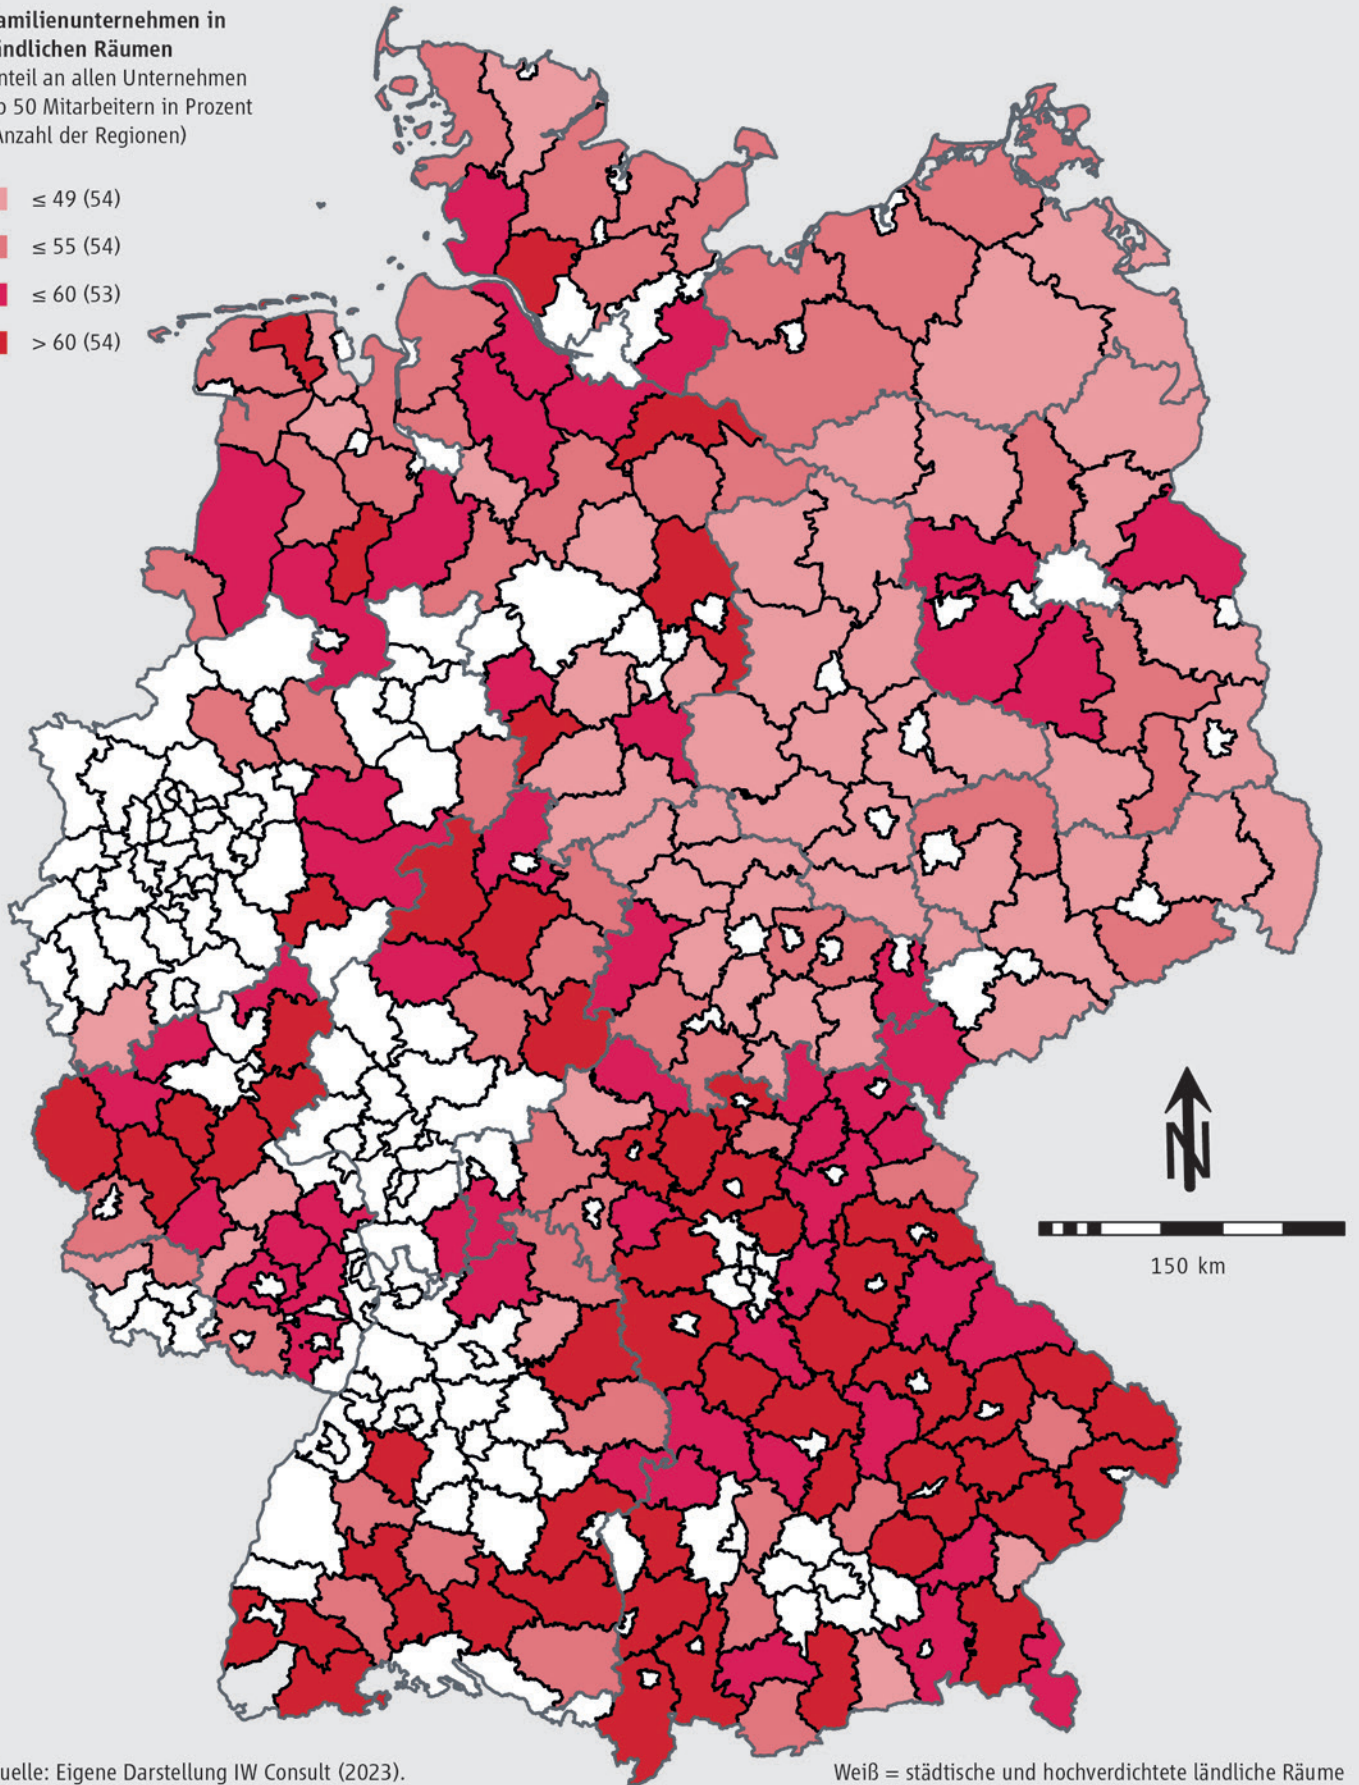 amilienunternehmen in
ndlichen Räumen
nteil an allen Unternehmen
50 Mitarbeitern in Prozent
Anzahl der Regionen)
≤ 49 (54)
≤ 55 (54)
≤ 60 (53)
> 60 (54)
N
150 km
uelle: Eigene Darstellung IW Consult (2023).
Weiß = städtische und hochverdichtete ländliche Räume